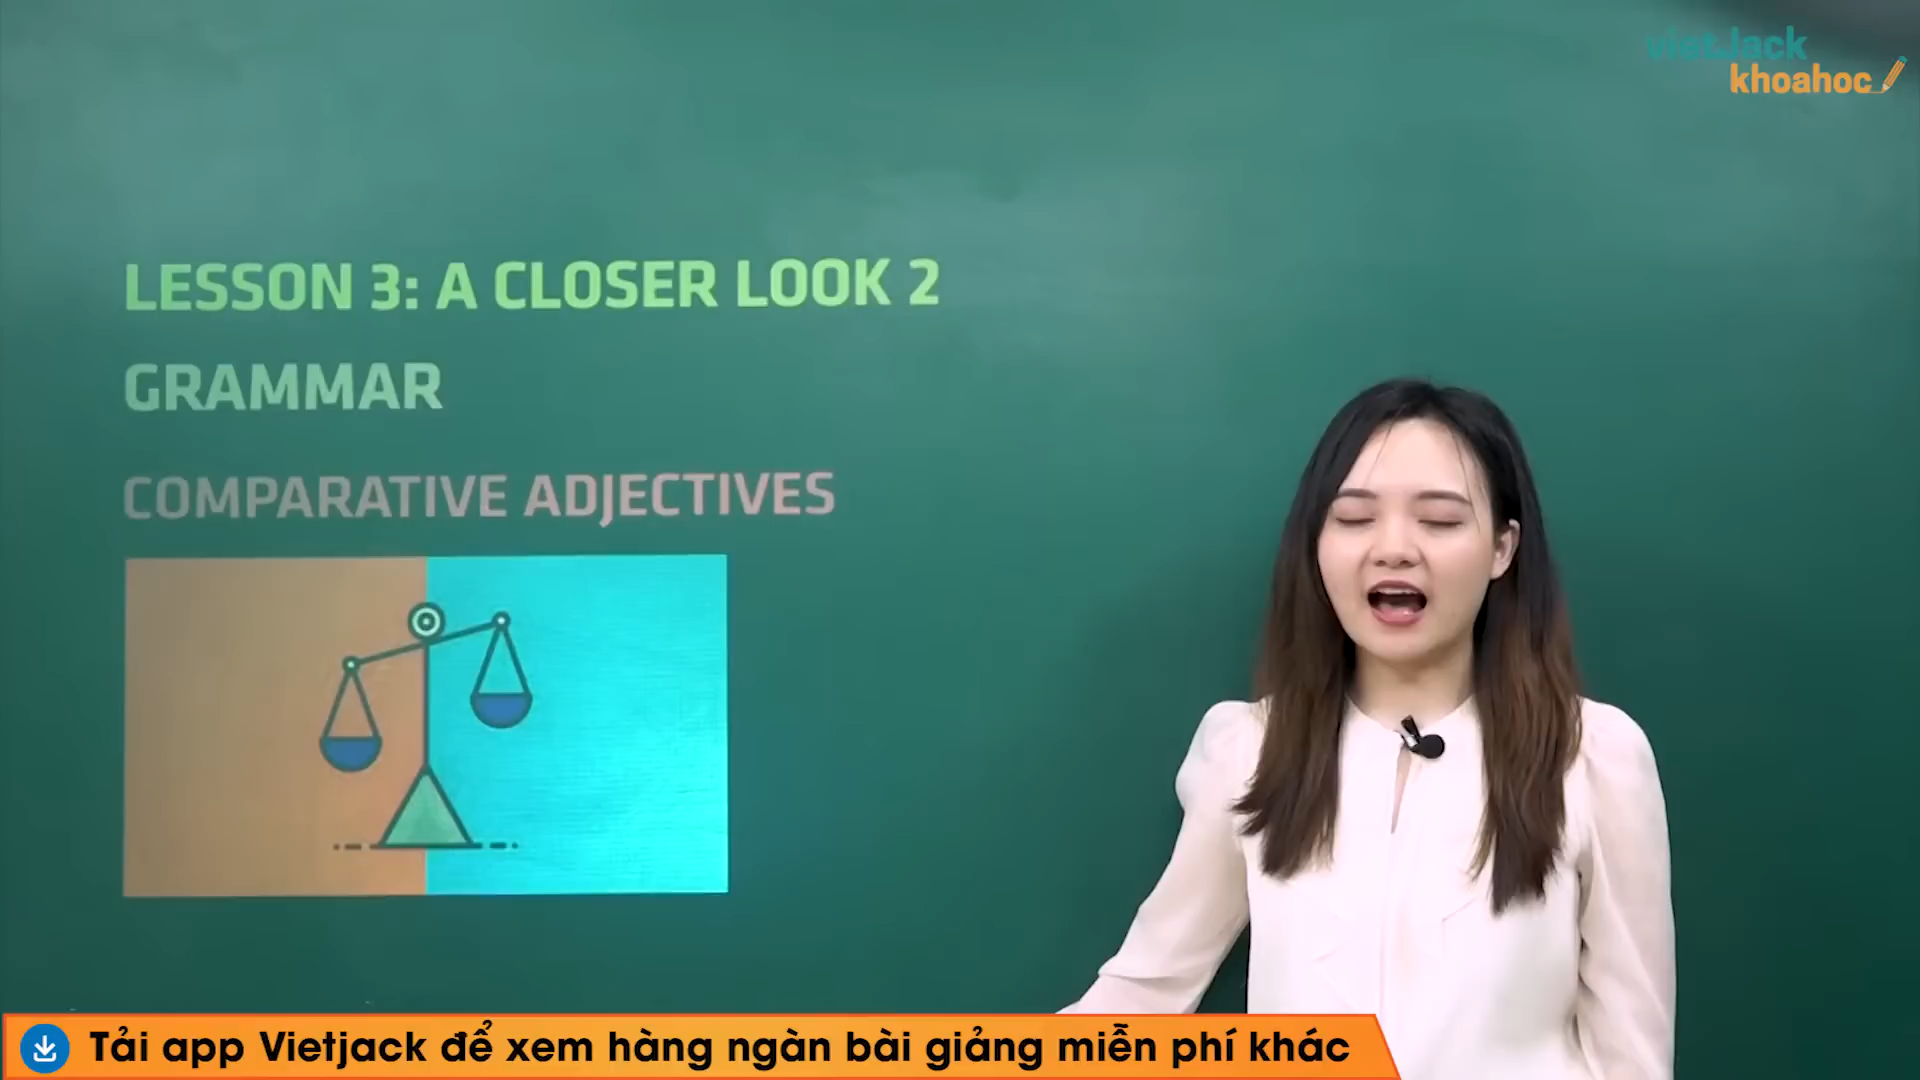 vietJack
khoahoc
LESSON 3: A CLOSER LOOK 2
GRAMMAR
COMPARATIVE ADJECTIVES
Tải app Vietjack để xem hàng ngàn bài giảng miễn phí khác